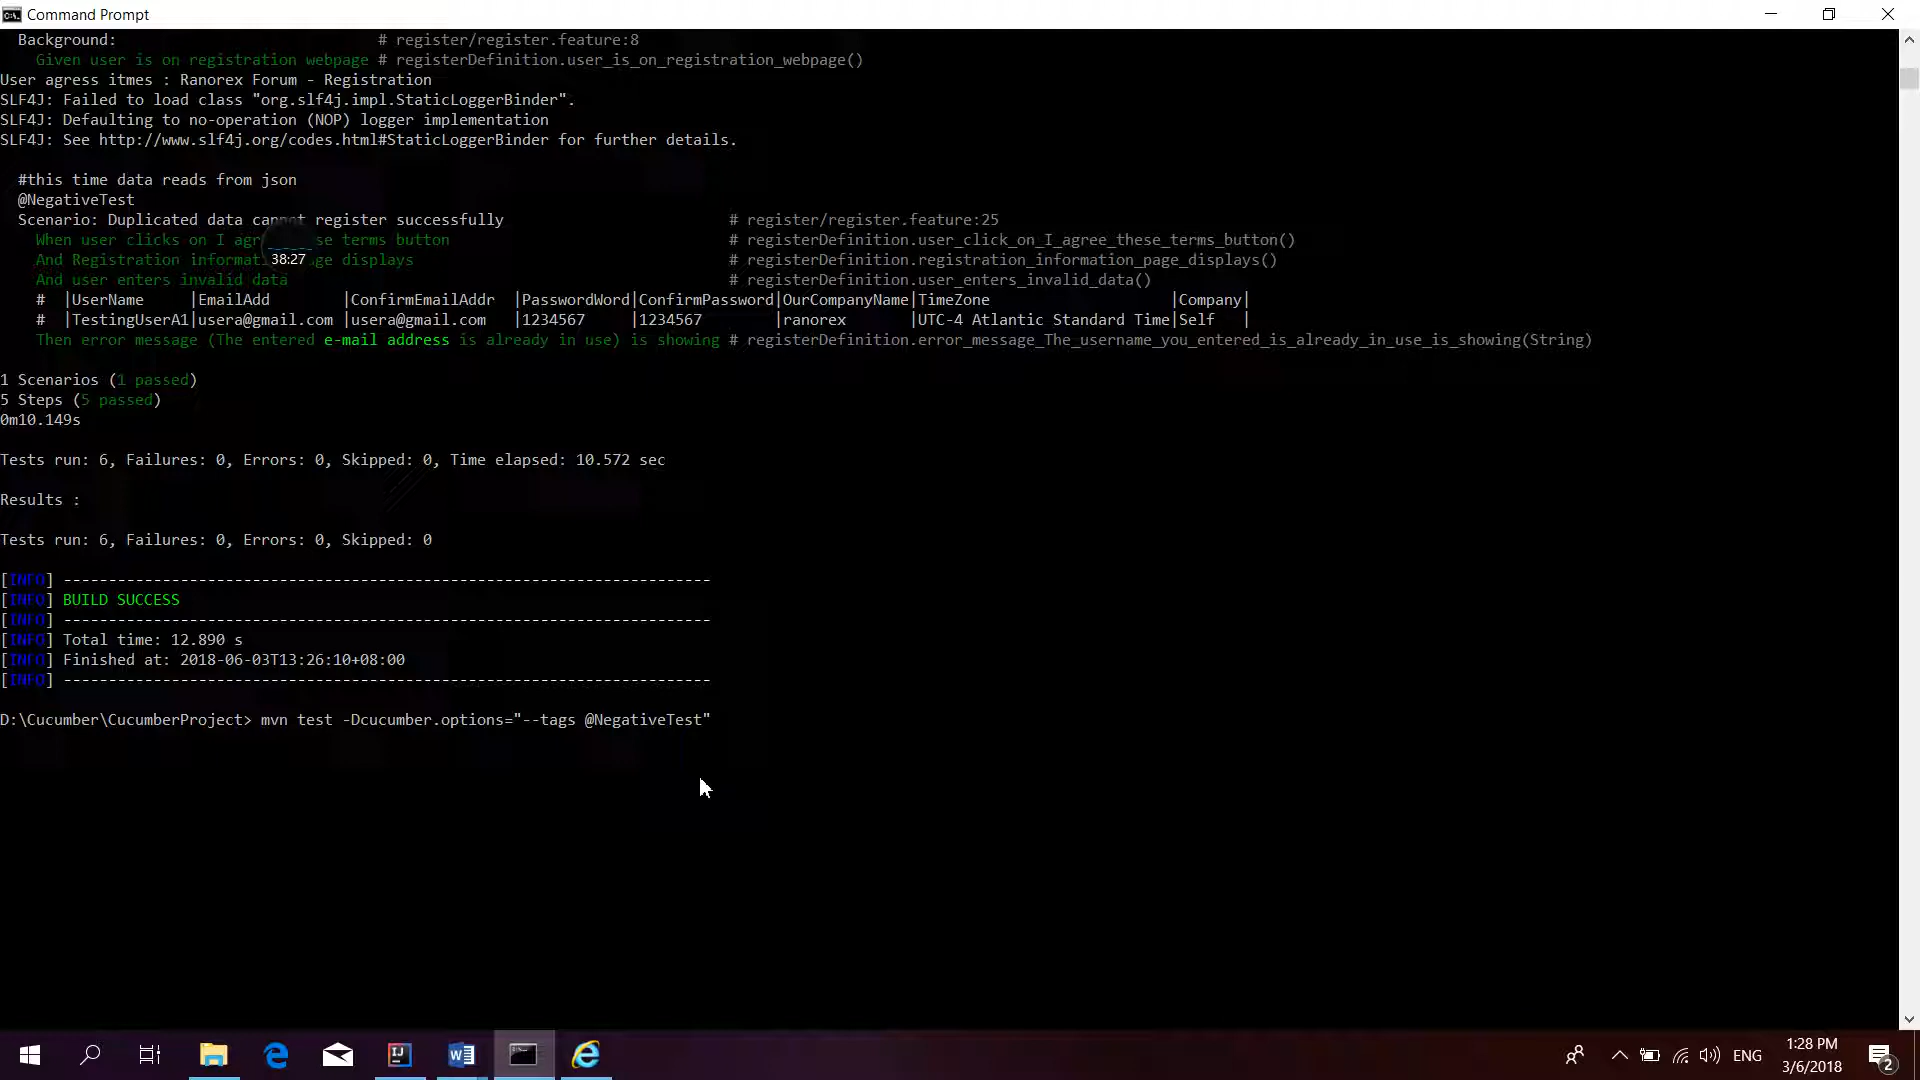 Command Prompt
Background: # register/register.feature:8
Given user is on registration webpage # registerDefinition.user_is_on_registration_webpage()
User agress itmes : Ranorex Forum - Registration
SLF4J: Failed to load class "org.slf4j.impl.StaticLoggerBinder".
SLF4J: Defaulting to no-operation (NOP) logger implementation
SLF4J: See http://www.slf4j.org/codes.html#StaticLoggerBinder for further details.
#this time data reads from json
@NegativeTest
Scenario: Duplicated data cannot register successfully # register/register.feature:25
When user clicks on I agr se terms button # registerDefinition.user_click_on_I_agree_these_terms_button()
And Registration informat ge displays # registerDefinition.registration_information_page_displays()
38:27
And user enters invalid data # registerDefinition.user_enters_invalid_data()
# |UserName |EmailAdd |ConfirmEmailAddr |PasswordWord|ConfirmPassword|OurCompanyName|TimeZone |Company|
# |TestingUserA1|usera@gmail.com |usera@gmail.com |1234567 |1234567 |ranorex |UTC-4 Atlantic Standard Time|Self |
Then error message (The entered e-mail address is already in use) is showing # registerDefinition.error_message_The_username_you_entered_is_already_in_use_is_showing(String)
1 Scenarios (1 passed)
5 Steps (5 passed)
0m10.149s
Tests run: 6, Failures: 0, Errors: 0, Skipped: 0, Time elapsed: 10.572 sec
Results :
Tests run: 6, Failures: 0, Errors: 0, Skipped: 0
[INFO] ------------------------------------------------------------------------
[INFO] BUILD SUCCESS
[INFO] ------------------------------------------------------------------------
[INFO] Total time: 12.890 s
[INFO] Finished at: 2018-06-03T13:26:10+08:00
[INFO] ------------------------------------------------------------------------
D:\Cucumber\CucumberProject> mvn test -Dcucumber.options="--tags @NegativeTest"
ENG
1:28 PM
3/6/2018
2